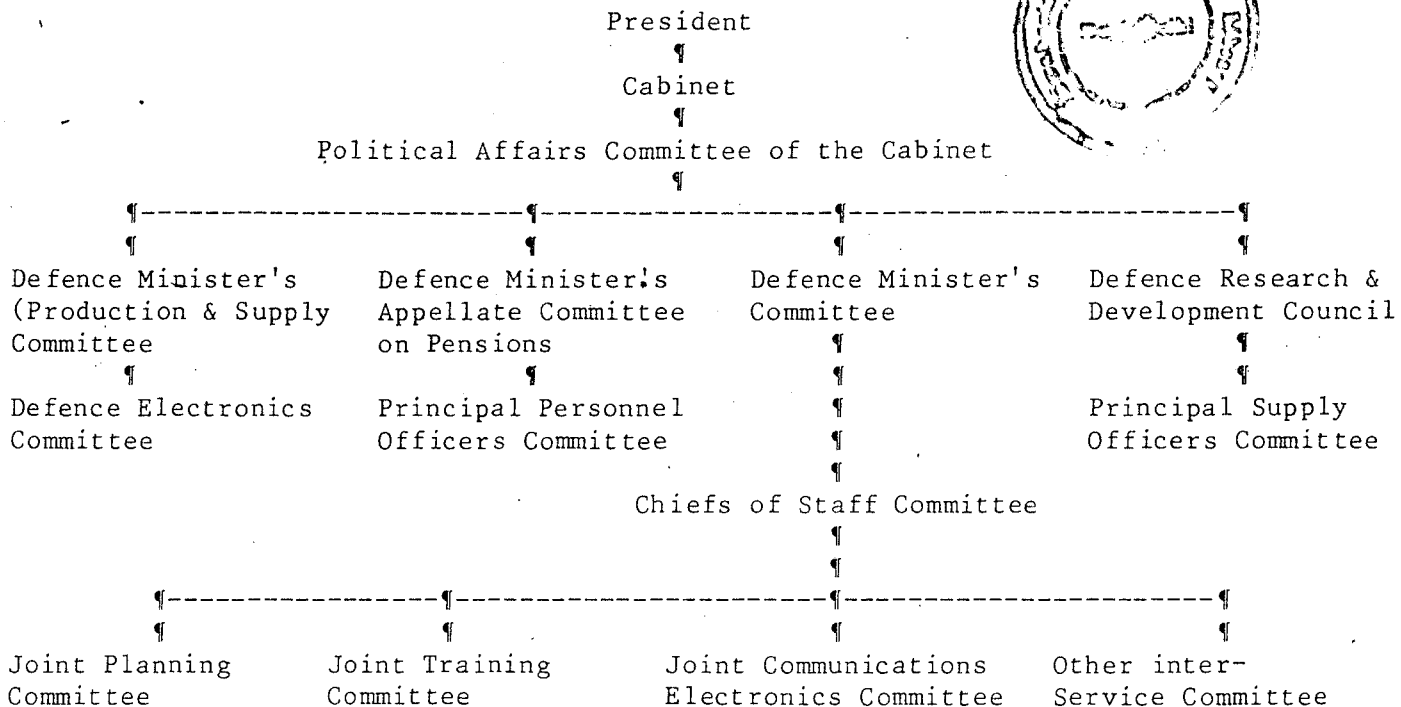 President
¶
Cabinet
¶
Political Affairs Committee of the Cabinet
¶
¶------------------------¶------------------¶------------------------¶
¶ ¶ ¶ ¶
Defence Minister's Defence Minister's Defence Minister's Defence Research &
(Production & Supply Appellate Committee Committee Development Council
Committee on Pensions ¶ ¶
¶ ¶ ¶ ¶
Defence Electronics Principal Personnel ¶ Principal Supply
Committee Officers Committee ¶ Officers Committee
¶
Chiefs of Staff Committee
¶
¶
¶-----------------¶-----------------------¶-----------------------¶
¶ ¶ ¶ ¶
Joint Planning Joint Training Joint Communications Other inter-
Committee Committee Electronics Committee Service Committee